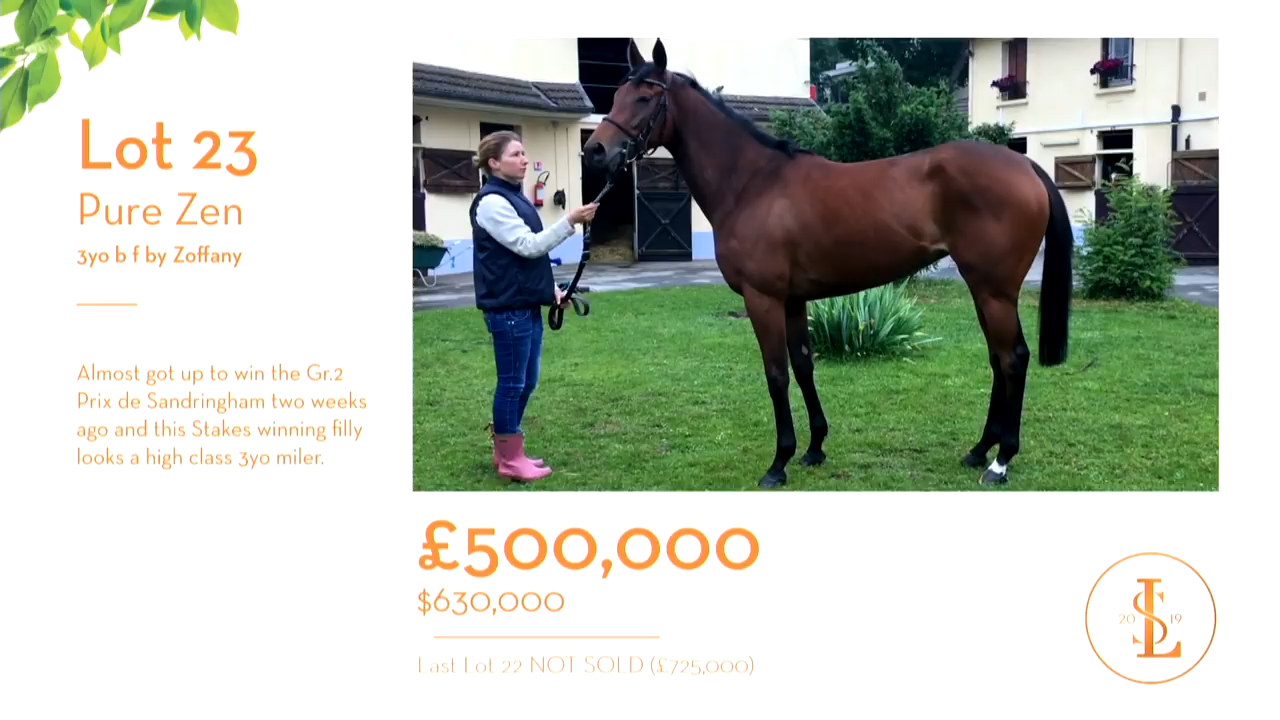 Lot 23
Pure Zen
3yo b f by Zoffany
Almost got up to win the Gr.2
Prix de Sandringham two weeks
ago and this Stakes winning filly
looks a high class 3yo miler.
£500,000
$630,000
Last Lot 22 NOT SOLD (£725,000)
20 SL 19